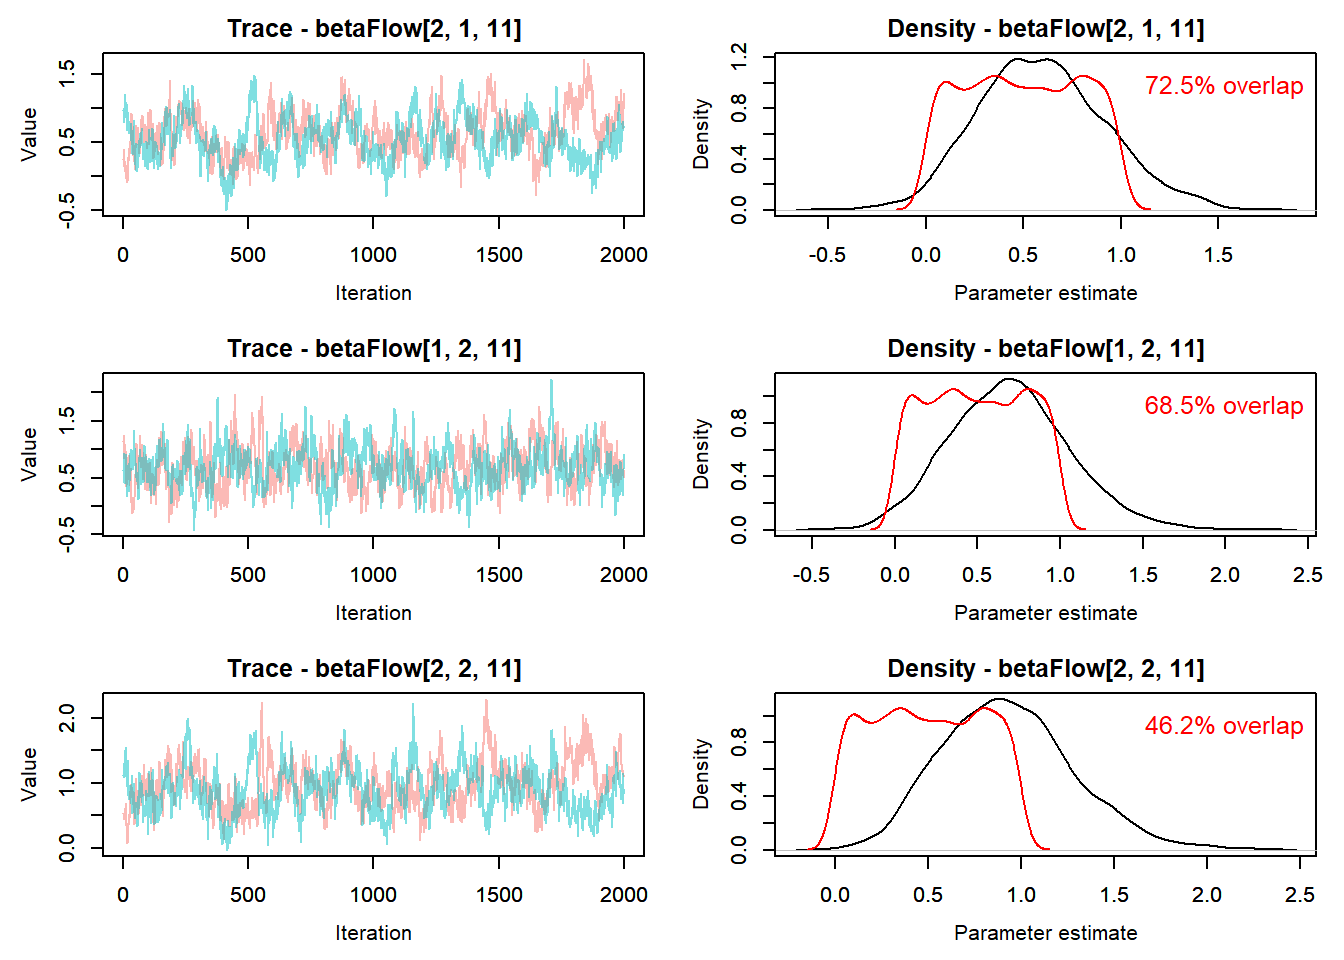 Trace - betaFlow[2, 1, 11]
Value
-0.5
0.5
1.5
0
500
1000
1500
2000
Iteration
Density - betaFlow[2, 1, 11]
72.5% overlap
Density
0.0
0.4
0.8
1.2
-0.5
0.0
0.5
1.0
1.5
Parameter estimate
Trace - betaFlow[1, 2, 11]
Value
-0.5
0.5
1.5
0
500
1000
1500
2000
Iteration
Density - betaFlow[1, 2, 11]
68.5% overlap
Density
0.0
0.4
0.8
-0.5
0.0
0.5
1.0
1.5
2.0
2.5
Parameter estimate
Trace - betaFlow[2, 2, 11]
Value
0.0
1.0
2.0
0
500
1000
1500
2000
Iteration
Density - betaFlow[2, 2, 11]
46.2% overlap
Density
0.0
0.4
0.8
0.0
0.5
1.0
1.5
2.0
2.5
Parameter estimate